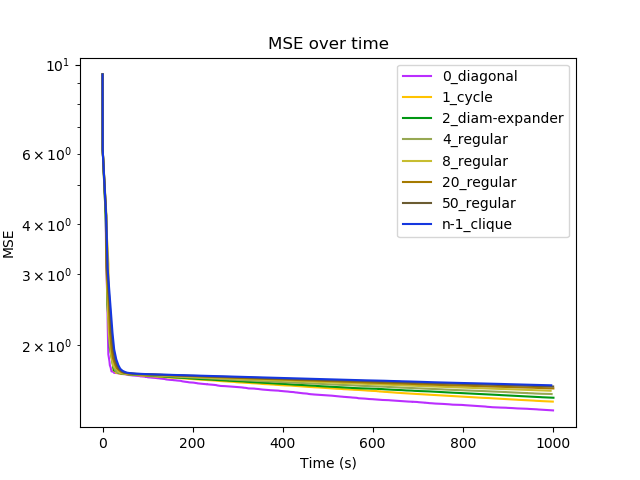 MSE over time
MSE
10¹
6 × 10⁰
4 × 10⁰
3 × 10⁰
2 × 10⁰
0_diagonal
1_cycle
2_diam-expander
4_regular
8_regular
20_regular
50_regular
n-1_clique
0 200 400 600 800 1000
Time (s)